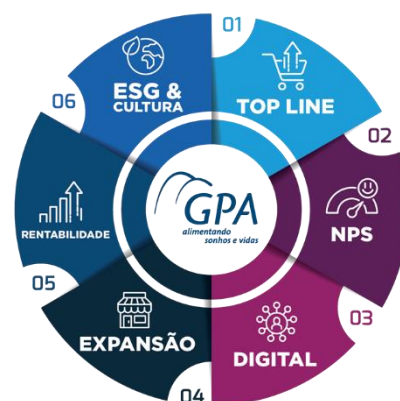 01
TOP LINE
02
NPS
03
DIGITAL
04
EXPANSÃO
05
RENTABILIDADE
06
ESG &
CULTURA
GPA
alimentando
sonhos e vidas